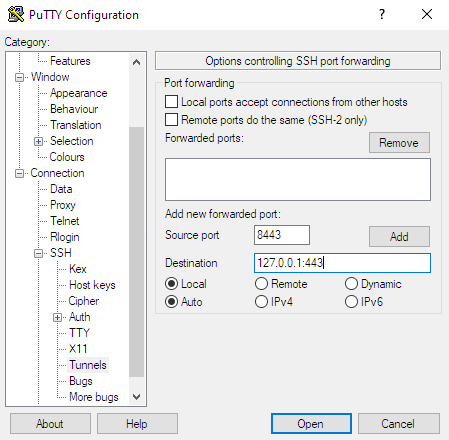 PuTTY Configuration
?
Category:
Features
Window
Appearance
Behaviour
Translation
Selection
Colours
Connection
Data
Proxy
Telnet
Rlogin
SSH
Kex
Host keys
Cipher
Auth
TTY
X11
Tunnels
Bugs
More bugs
Options controlling SSH port forwarding
Port forwarding
Local ports accept connections from other hosts
Remote ports do the same (SSH-2 only)
Forwarded ports:
Remove
Add new forwarded port:
Source port 8443 Add
Destination 127.0.0.1:443
Local Remote Dynamic
Auto IPv4 IPv6
About Help Open Cancel